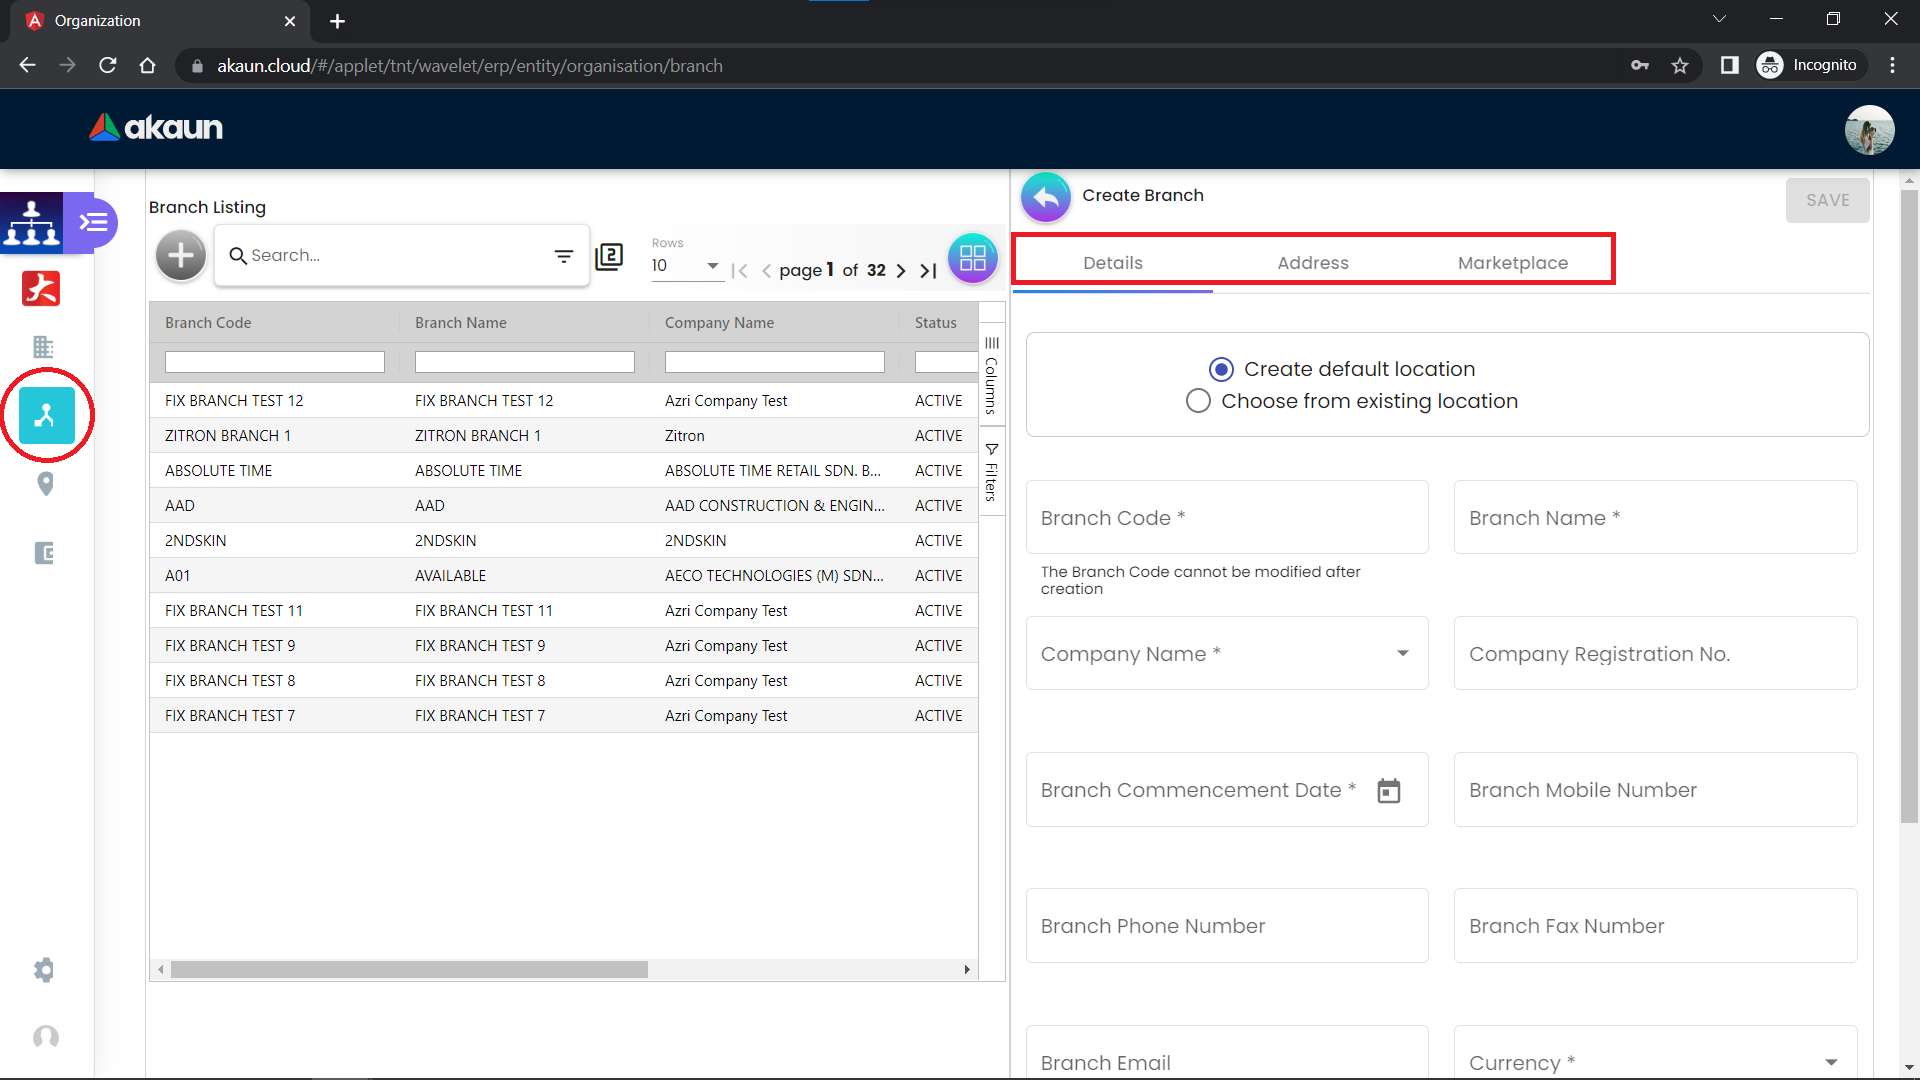 Organization
akaun.cloud/#/applet/tnt/wavelet/erp/entity/organisation/branch
Incognito
akaun
Branch Listing
Search...
2
Rows
10
page 1 of 32
Branch Code Branch Name Company Name Status
FIX BRANCH TEST 12 FIX BRANCH TEST 12 Azri Company Test ACTIVE
ZITRON BRANCH 1 ZITRON BRANCH 1 Zitron ACTIVE
ABSOLUTE TIME ABSOLUTE TIME ABSOLUTE TIME RETAIL SDN. B... ACTIVE
AAD AAD AAD CONSTRUCTION & ENGIN... ACTIVE
2NDSKIN 2NDSKIN 2NDSKIN ACTIVE
A01 AVAILABLE AECO TECHNOLOGIES (M) SDN... ACTIVE
FIX BRANCH TEST 11 FIX BRANCH TEST 11 Azri Company Test ACTIVE
FIX BRANCH TEST 9 FIX BRANCH TEST 9 Azri Company Test ACTIVE
FIX BRANCH TEST 8 FIX BRANCH TEST 8 Azri Company Test ACTIVE
FIX BRANCH TEST 7 FIX BRANCH TEST 7 Azri Company Test ACTIVE
Columns
Filters
Create Branch
SAVE
Details Address Marketplace
Create default location
Choose from existing location
Branch Code * Branch Name *
The Branch Code cannot be modified after
creation
Company Name * Company Registration No.
Branch Commencement Date * Branch Mobile Number
Branch Phone Number Branch Fax Number
Branch Email Currency *